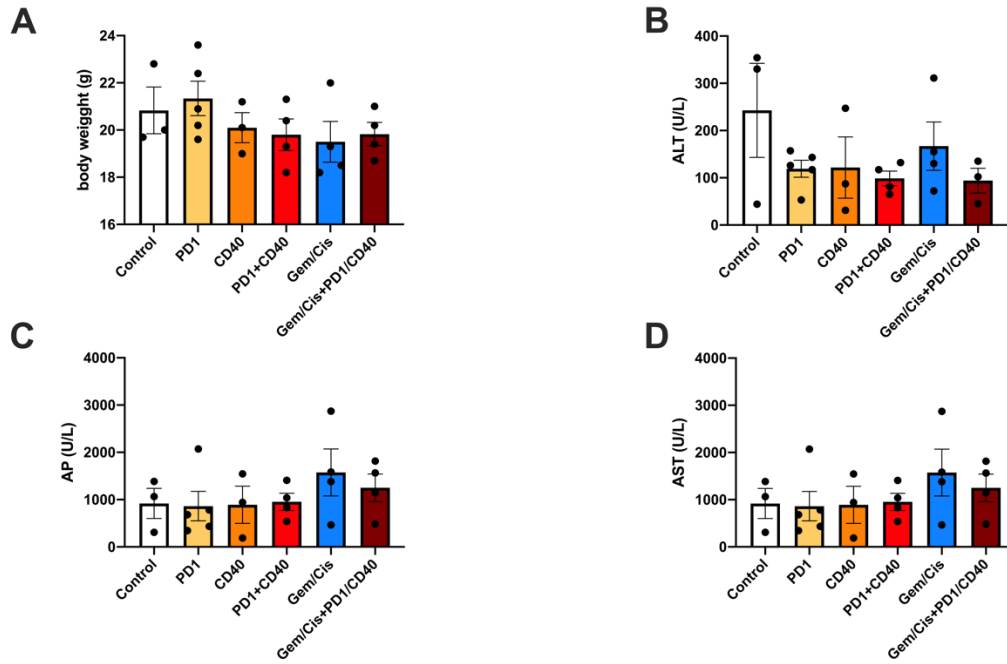 A
body weigght (g)
24
22
20
18
16
Control
PD1
CD40
PD1+CD40
Gem/Cis
Gem/Cis+PD1/CD40
B
ALT (U/L)
400
300
200
100
0
Control
PD1
CD40
PD1+CD40
Gem/Cis
Gem/Cis+PD1/CD40
C
AP (U/L)
4000
3000
2000
1000
0
Control
PD1
CD40
PD1+CD40
Gem/Cis
Gem/Cis+PD1/CD40
D
AST (U/L)
4000
3000
2000
1000
0
Control
PD1
CD40
PD1+CD40
Gem/Cis
Gem/Cis+PD1/CD40